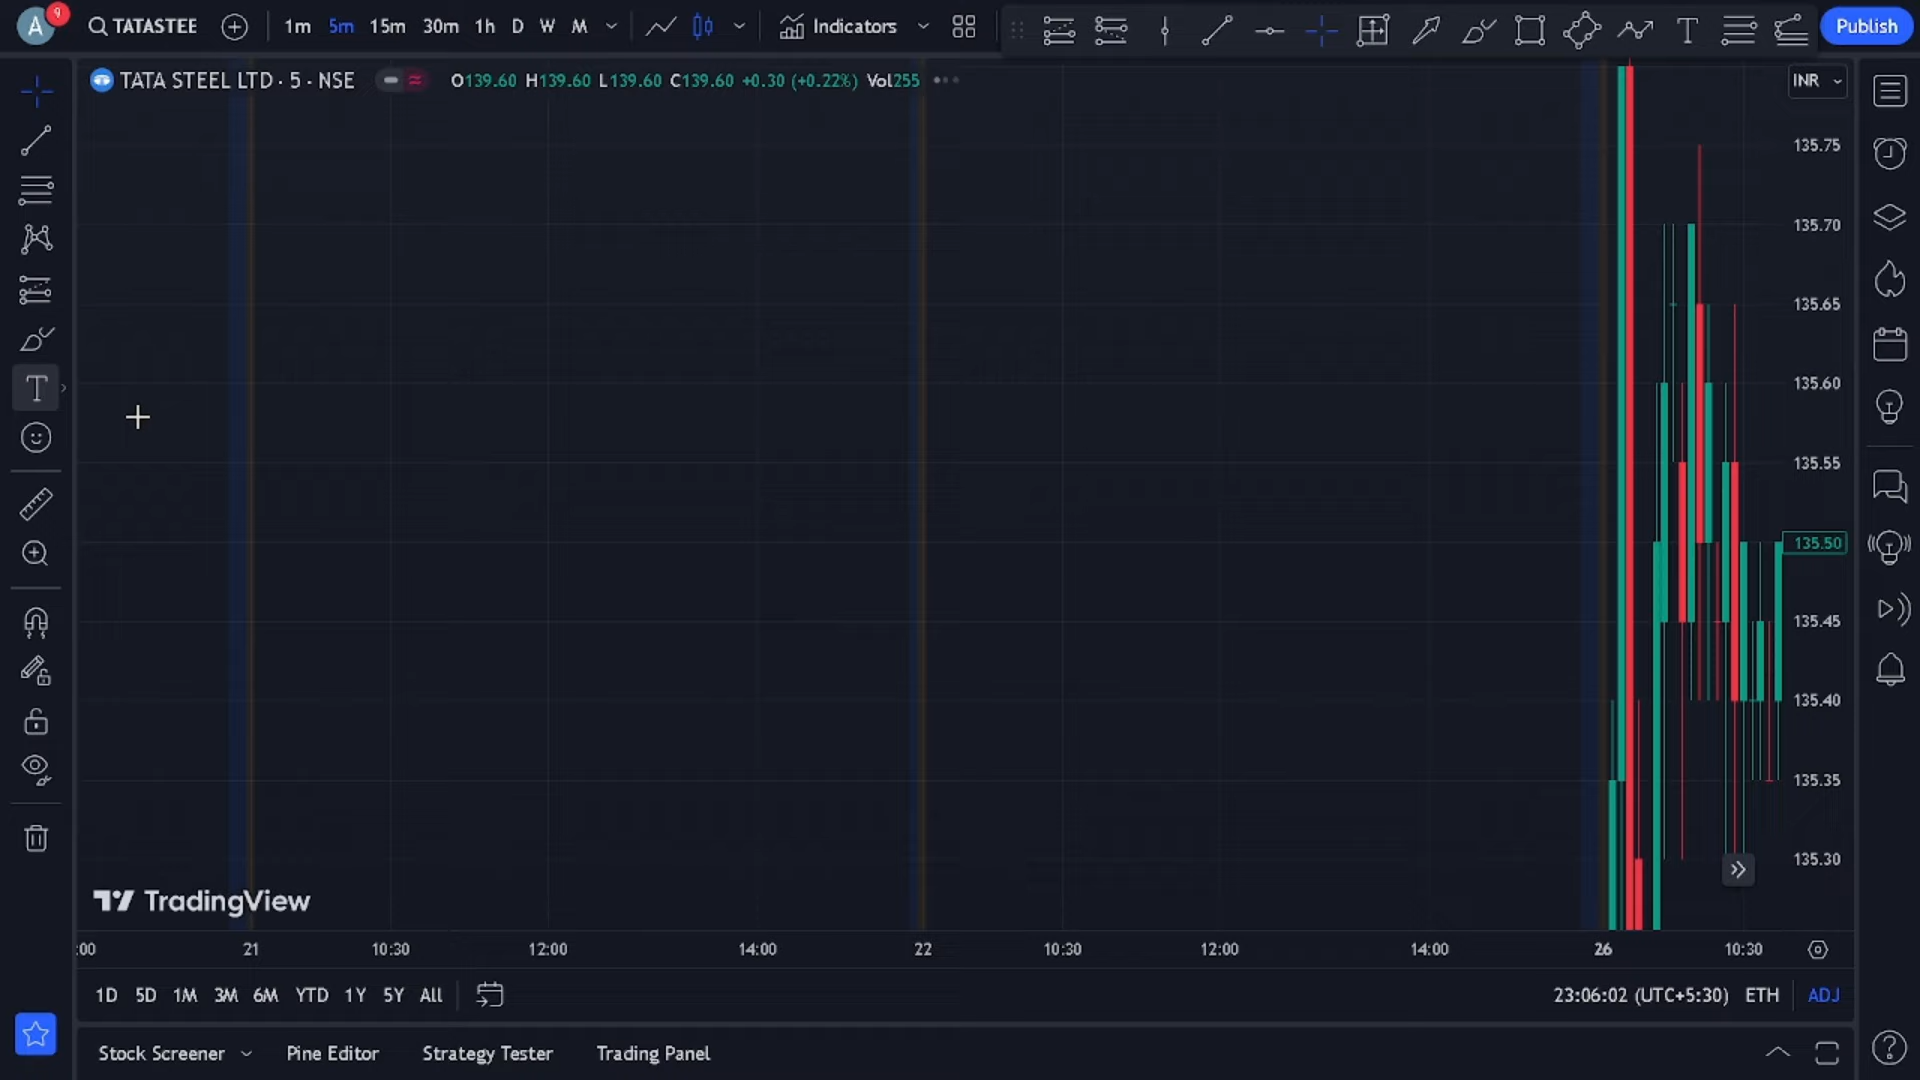 A 9 TATASTEE 1m 5m 15m 30m 1h D W M Indicators T Publish
TATA STEEL LTD · 5 · NSE O139.60 H139.60 L139.60 C139.60 +0.30 (+0.22%) Vol255 INR
135.75
135.70
135.65
135.60
135.55
135.50
135.45
135.40
135.35
135.30
TradingView
:00 21 10:30 12:00 14:00 22 10:30 12:00 14:00 26 10:30
1D 5D 1M 3M 6M YTD 1Y 5Y All 23:06:02 (UTC+5:30) ETH ADJ
Stock Screener Pine Editor Strategy Tester Trading Panel